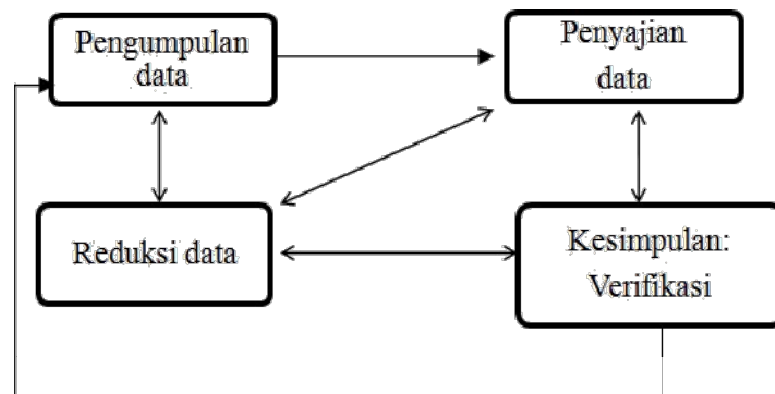 Pengumpulan
data
Penyajian
data
Reduksi data
Kesimpulan:
Verifikasi